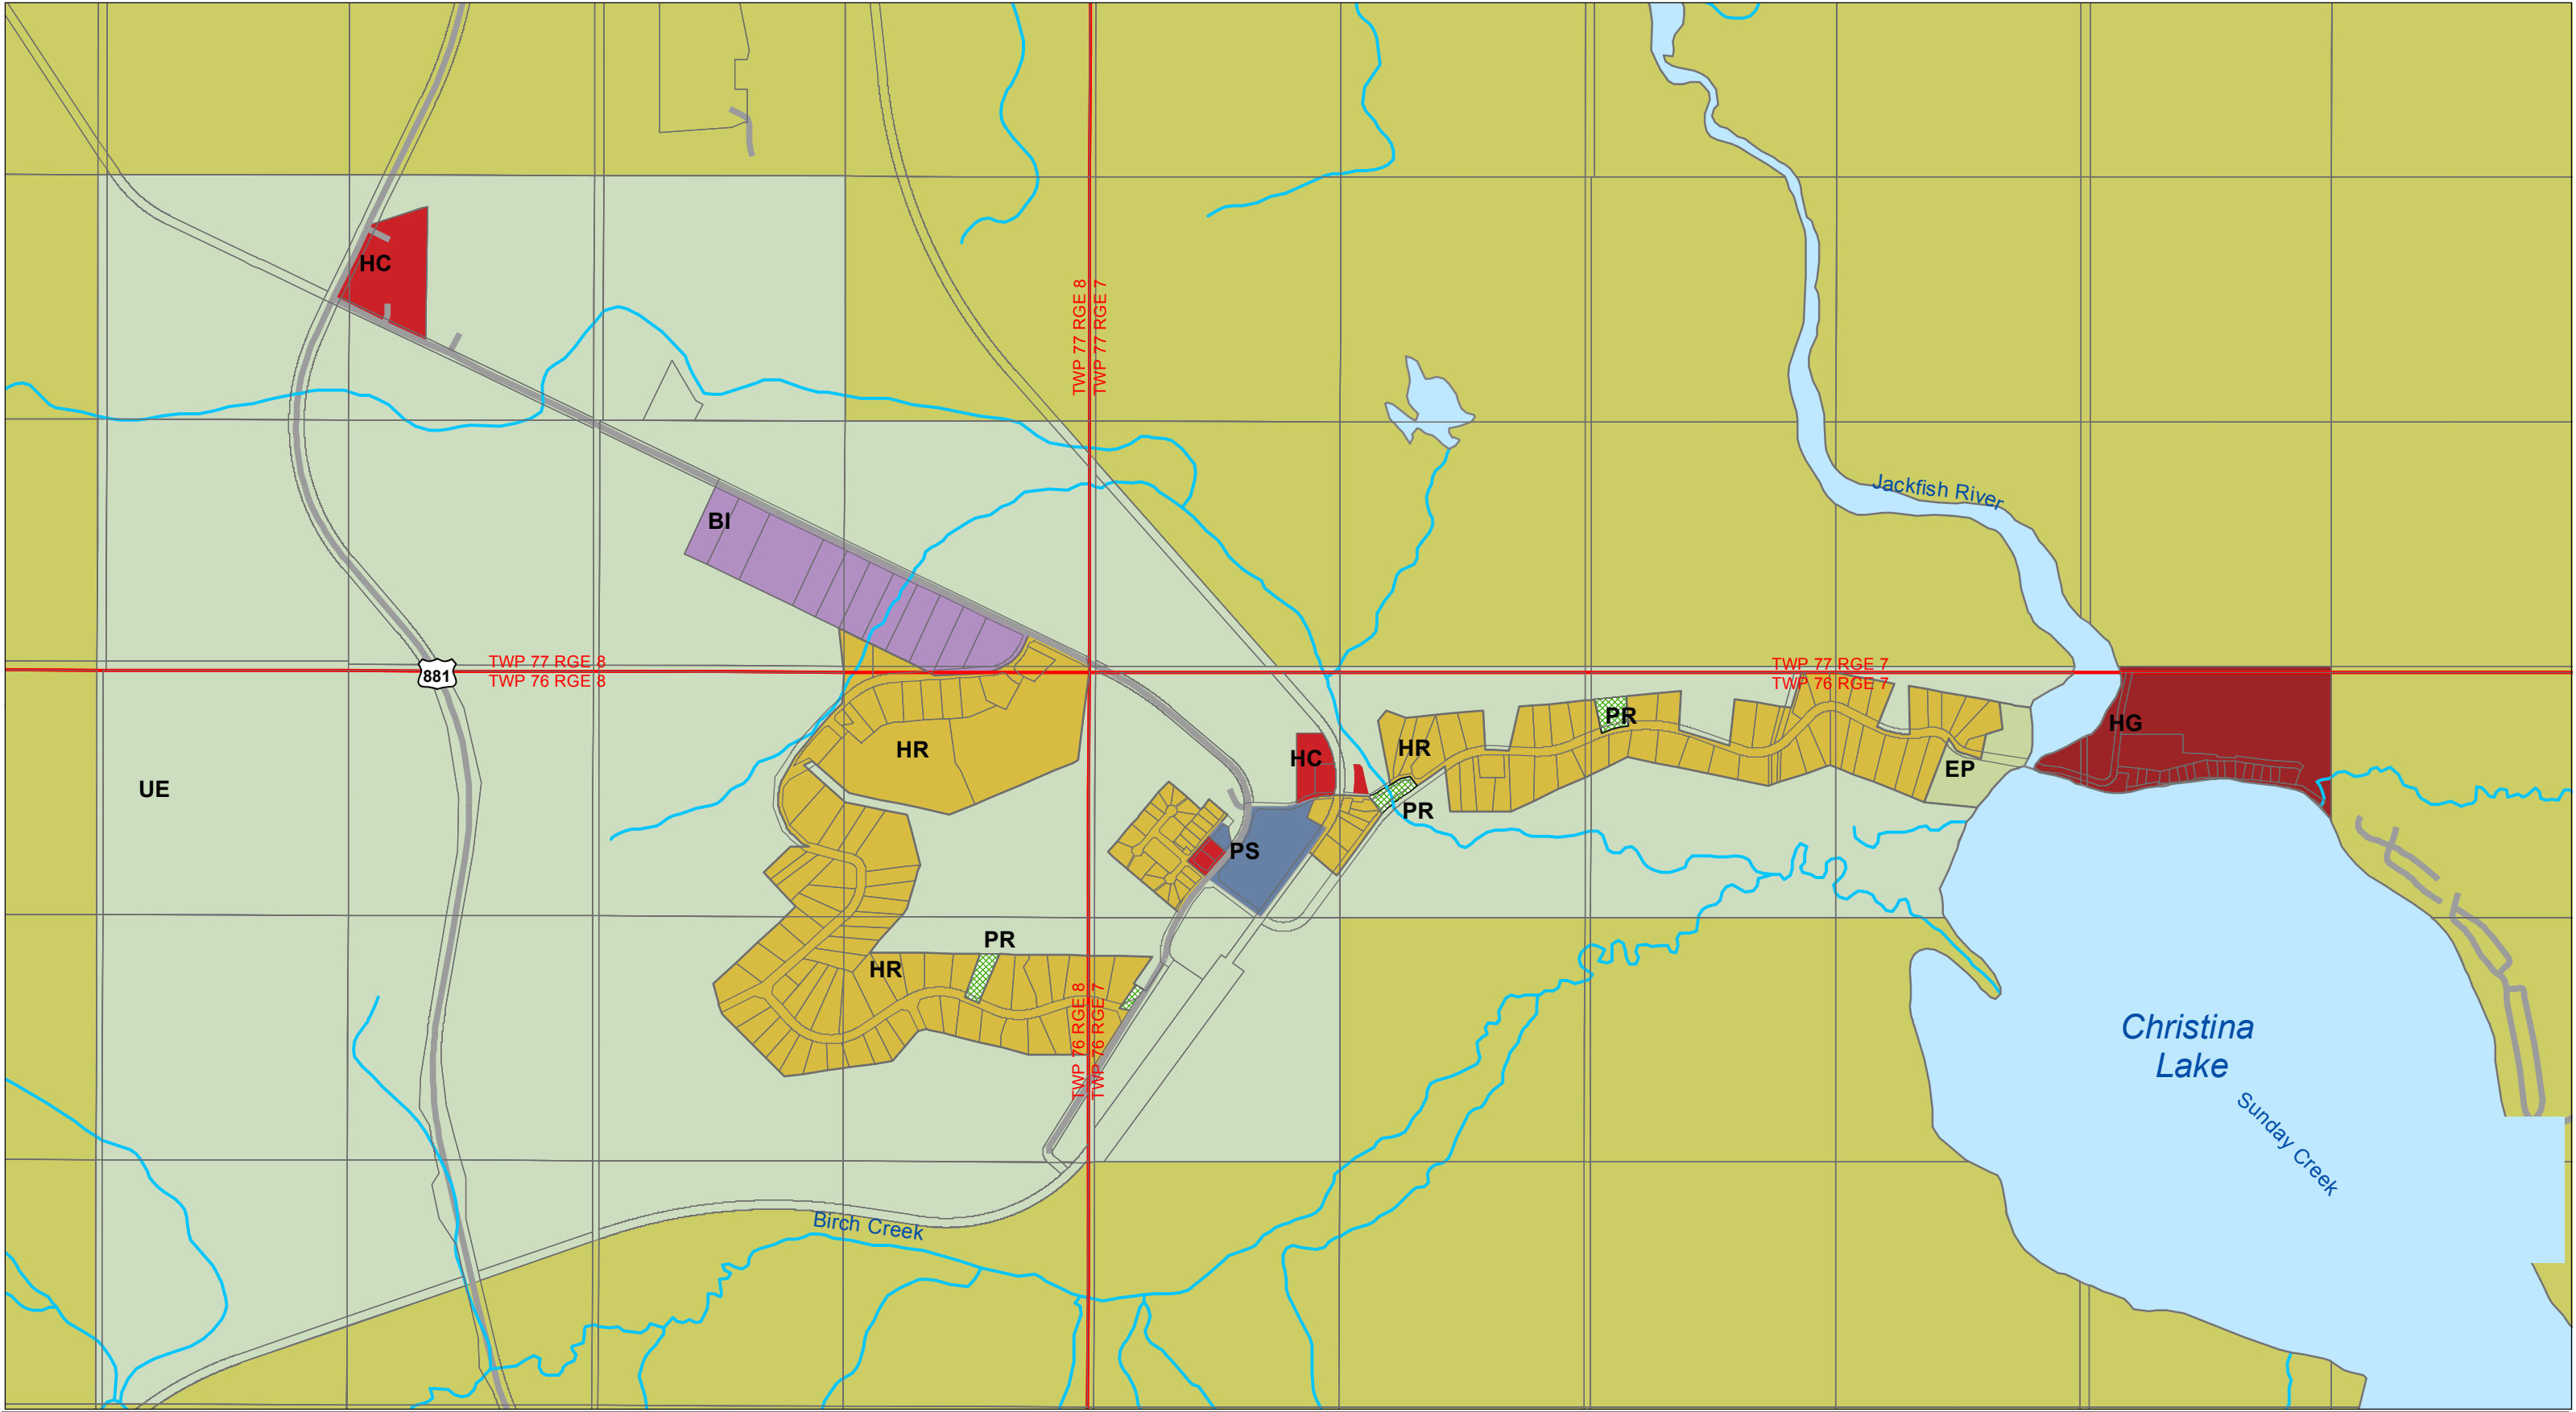 HC
TWP 77 RGE 8
TWP 77 RGE 7
Jackfish River
BI
TWP 77 RGE 8
TWP 76 RGE 8
881
TWP 77 RGE 7
TWP 76 RGE 7
HR
HC
HR
PR
HG
EP
UE
PR
PS
PR
HR
TWP 76 RGE 8
TWP 76 RGE 7
Christina
Lake
Sunday Creek
Birch Creek